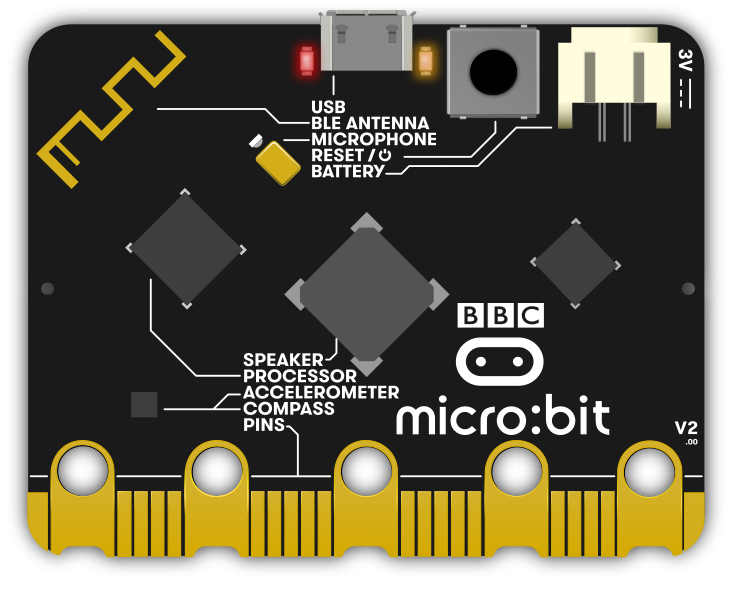 3V
USB
BLE ANTENNA
MICROPHONE
RESET / ⏻
BATTERY
BBC
SPEAKER
PROCESSOR
ACCELEROMETER
COMPASS
PINS
micro:bit
V2
.00